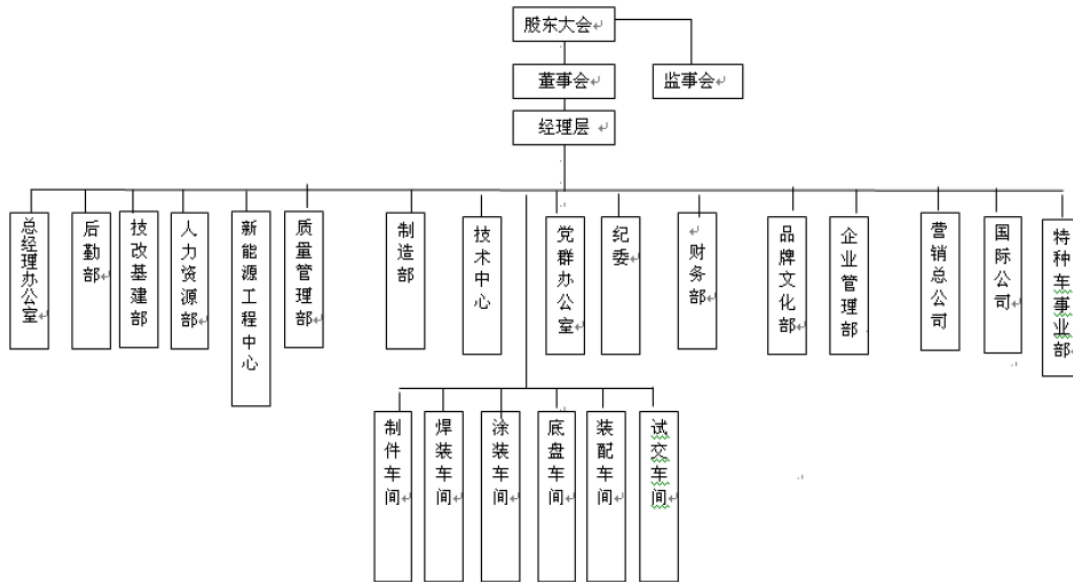 股东大会
董事会
监事会
经理层
总经理办公室
后勤部
技改基建部
人力资源部
新能源工程中心
质量管理部
制造部
技术中心
党群办公室
纪委
财务部
品牌文化部
企业管理部
营销总公司
国际公司
特种车事业部
制件车间
焊装车间
涂装车间
底盘车间
装配车间
试交车间